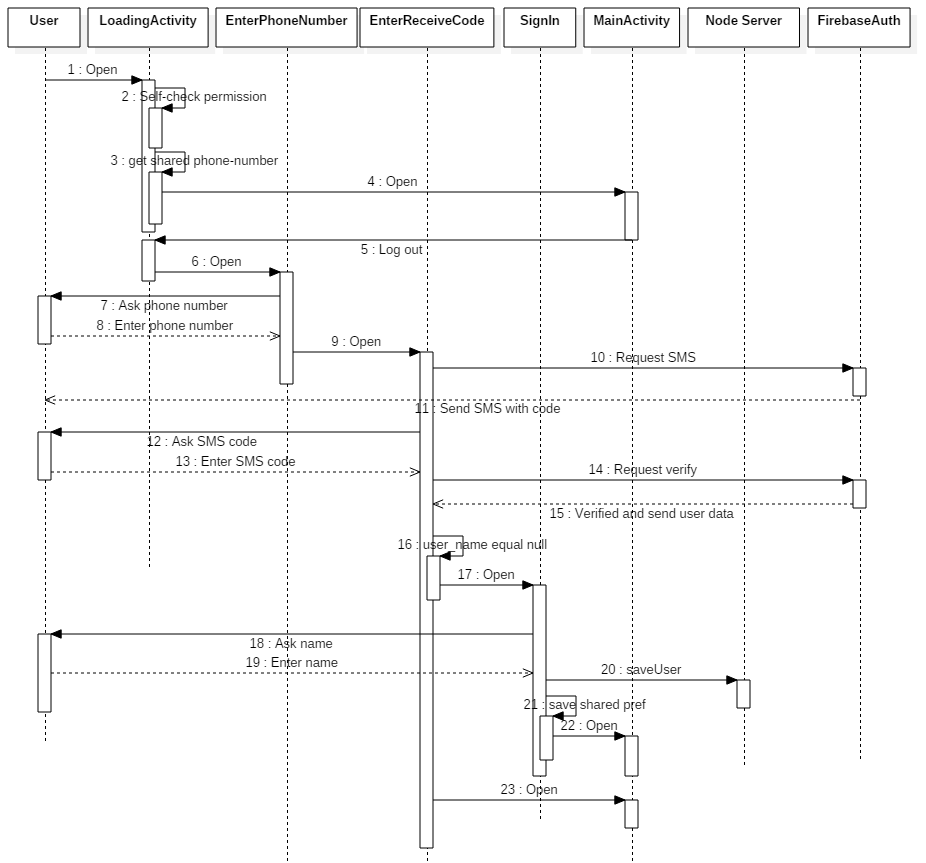 User
LoadingActivity
EnterPhoneNumber
EnterReceiveCode
SignIn
MainActivity
Node Server
FirebaseAuth
1 : Open
2 : Self-check permission
3 : get shared phone-number
4 : Open
5 : Log out
6 : Open
7 : Ask phone number
8 : Enter phone number
9 : Open
10 : Request SMS
11 : Send SMS with code
12 : Ask SMS code
13 : Enter SMS code
14 : Request verify
15 : Verified and send user data
16 : user_name equal null
17 : Open
18 : Ask name
19 : Enter name
20 : saveUser
21 : save shared pref
22 : Open
23 : Open